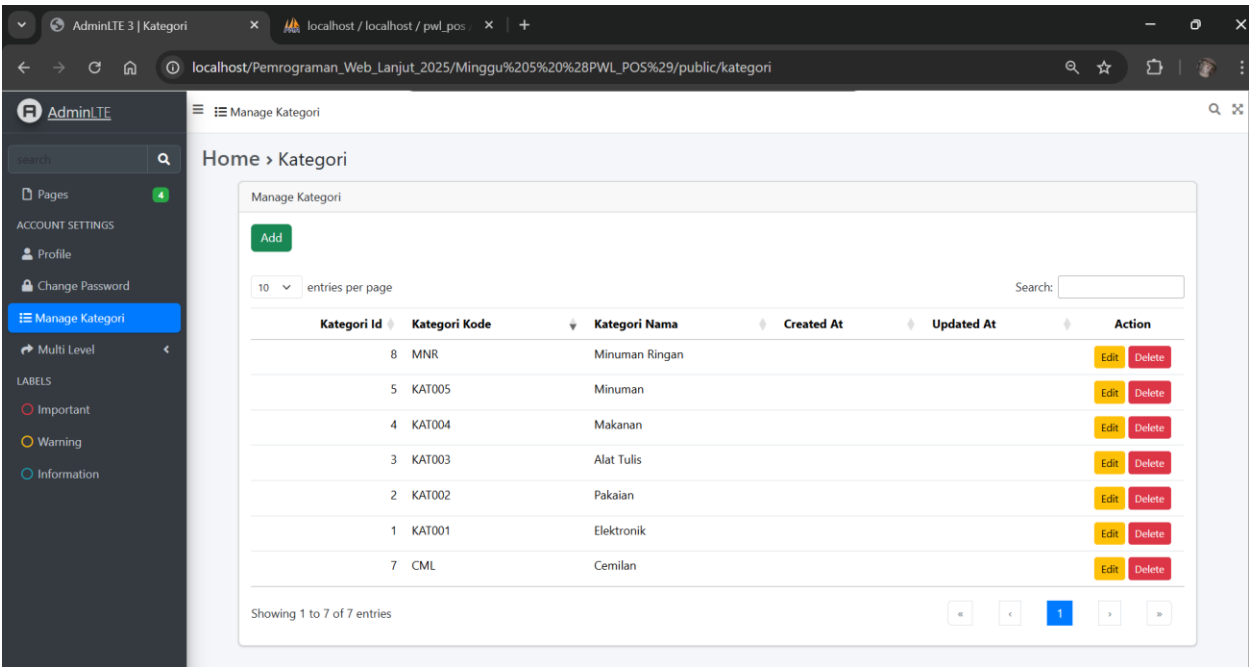 AdminLTE 3 | Kategori
localhost / localhost / pwl_pos /
localhost/Pemrograman_Web_Lanjut_2025/Minggu%205%20%28PWL_POS%29/public/kategori
AdminLTE
Manage Kategori
search
Home › Kategori
Pages 4
ACCOUNT SETTINGS
Profile
Change Password
Manage Kategori
Multi Level
LABELS
Important
Warning
Information
Manage Kategori
Add
10 entries per page Search:
Kategori Id Kategori Kode Kategori Nama Created At Updated At Action
8 MNR Minuman Ringan Edit Delete
5 KAT005 Minuman Edit Delete
4 KAT004 Makanan Edit Delete
3 KAT003 Alat Tulis Edit Delete
2 KAT002 Pakaian Edit Delete
1 KAT001 Elektronik Edit Delete
7 CML Cemilan Edit Delete
Showing 1 to 7 of 7 entries « ‹ 1 › »